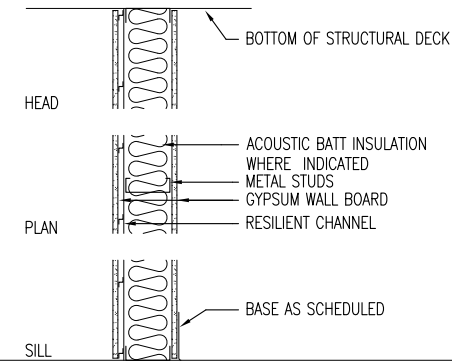 BOTTOM OF STRUCTURAL DECK
HEAD
ACOUSTIC BATT INSULATION
WHERE INDICATED
METAL STUDS
GYPSUM WALL BOARD
PLAN
RESILIENT CHANNEL
BASE AS SCHEDULED
SILL